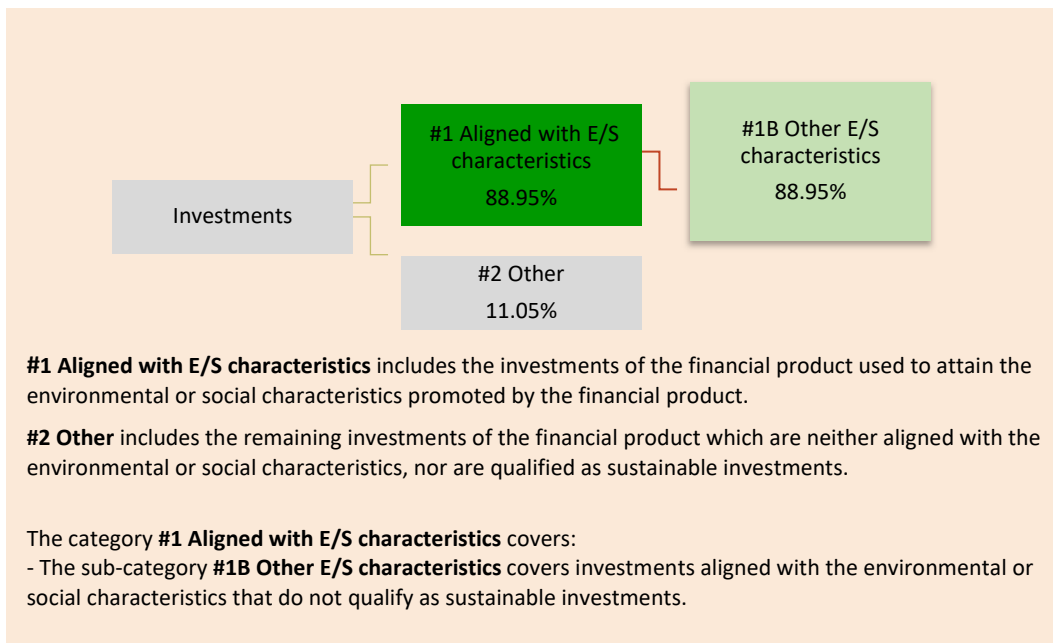 #1 Aligned with E/S
characteristics
88.95%
#1B Other E/S
characteristics
88.95%
Investments
#2 Other
11.05%
#1 Aligned with E/S characteristics includes the investments of the financial product used to attain the
environmental or social characteristics promoted by the financial product.
#2 Other includes the remaining investments of the financial product which are neither aligned with the
environmental or social characteristics, nor are qualified as sustainable investments.
The category #1 Aligned with E/S characteristics covers:
- The sub-category #1B Other E/S characteristics covers investments aligned with the environmental or
social characteristics that do not qualify as sustainable investments.